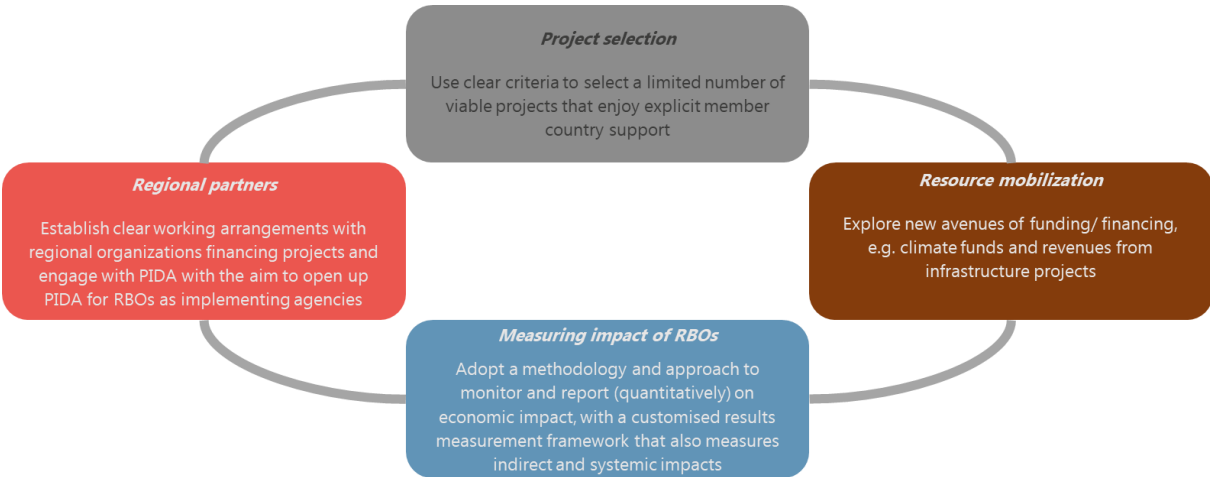 Project selection
Use clear criteria to select a limited number of
viable projects that enjoy explicit member
country support
Regional partners
Establish clear working arrangements with
regional organizations financing projects and
engage with PIDA with the aim to open up
PIDA for RBOs as implementing agencies
Resource mobilization
Explore new avenues of funding/ financing,
e.g. climate funds and revenues from
infrastructure projects
Measuring impact of RBOs
Adopt a methodology and approach to
monitor and report (quantitatively) on
economic impact, with a customised results
measurement framework that also measures
indirect and systemic impacts